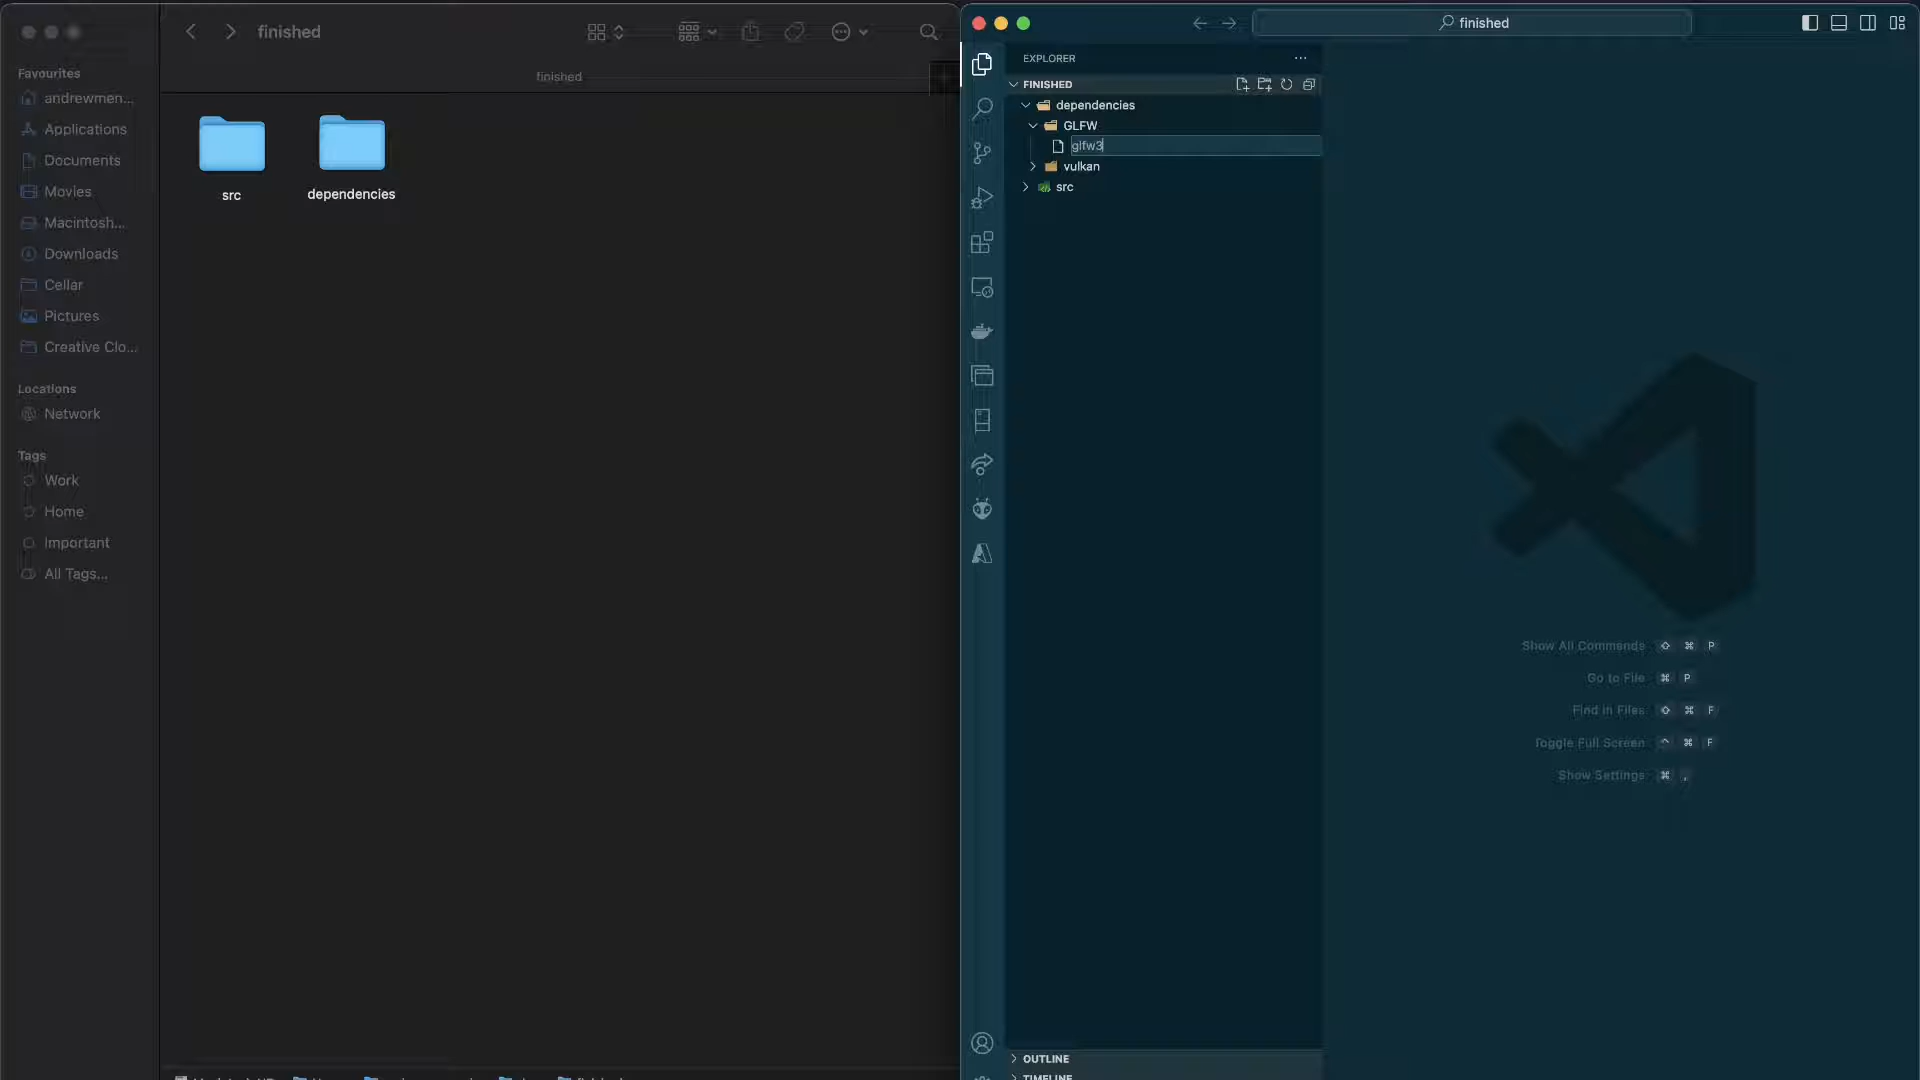 finished
finished
Favourites
andrewmen...
Applications
Documents
Movies
Macintosh...
Downloads
Cellar
Pictures
Creative Clo...
Locations
Network
Tags
Work
Home
Important
All Tags...
src
dependencies
finished
EXPLORER
FINISHED
dependencies
GLFW
glfw3
vulkan
src
Show All Commands ⇧ ⌘ P
Go to File ⌘ P
Find in Files ⇧ ⌘ F
Toggle Full Screen ^ ⌘ F
Show Settings ⌘ ,
OUTLINE
TIMELINE